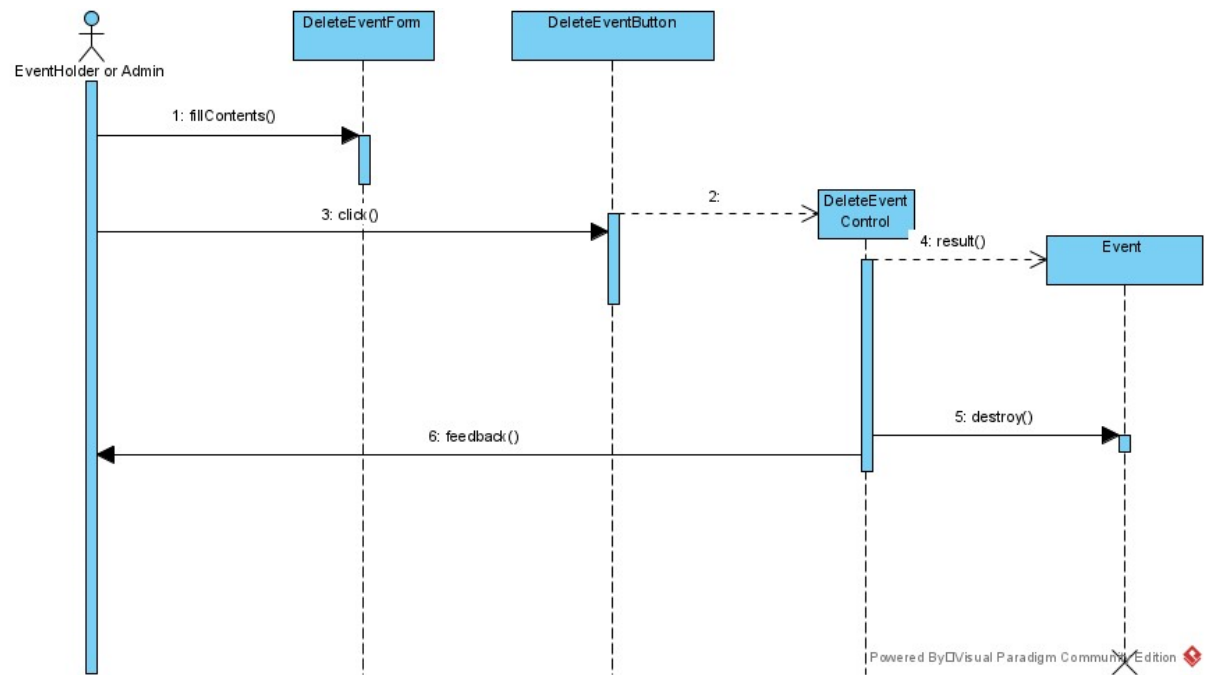 DeleteEventForm
DeleteEventButton
EventHolder or Admin
1: fillContents()
2:
3: click()
DeleteEvent
Control
4: result()
Event
5: destroy()
6: feedback()
Powered By□Visual Paradigm Community Edition